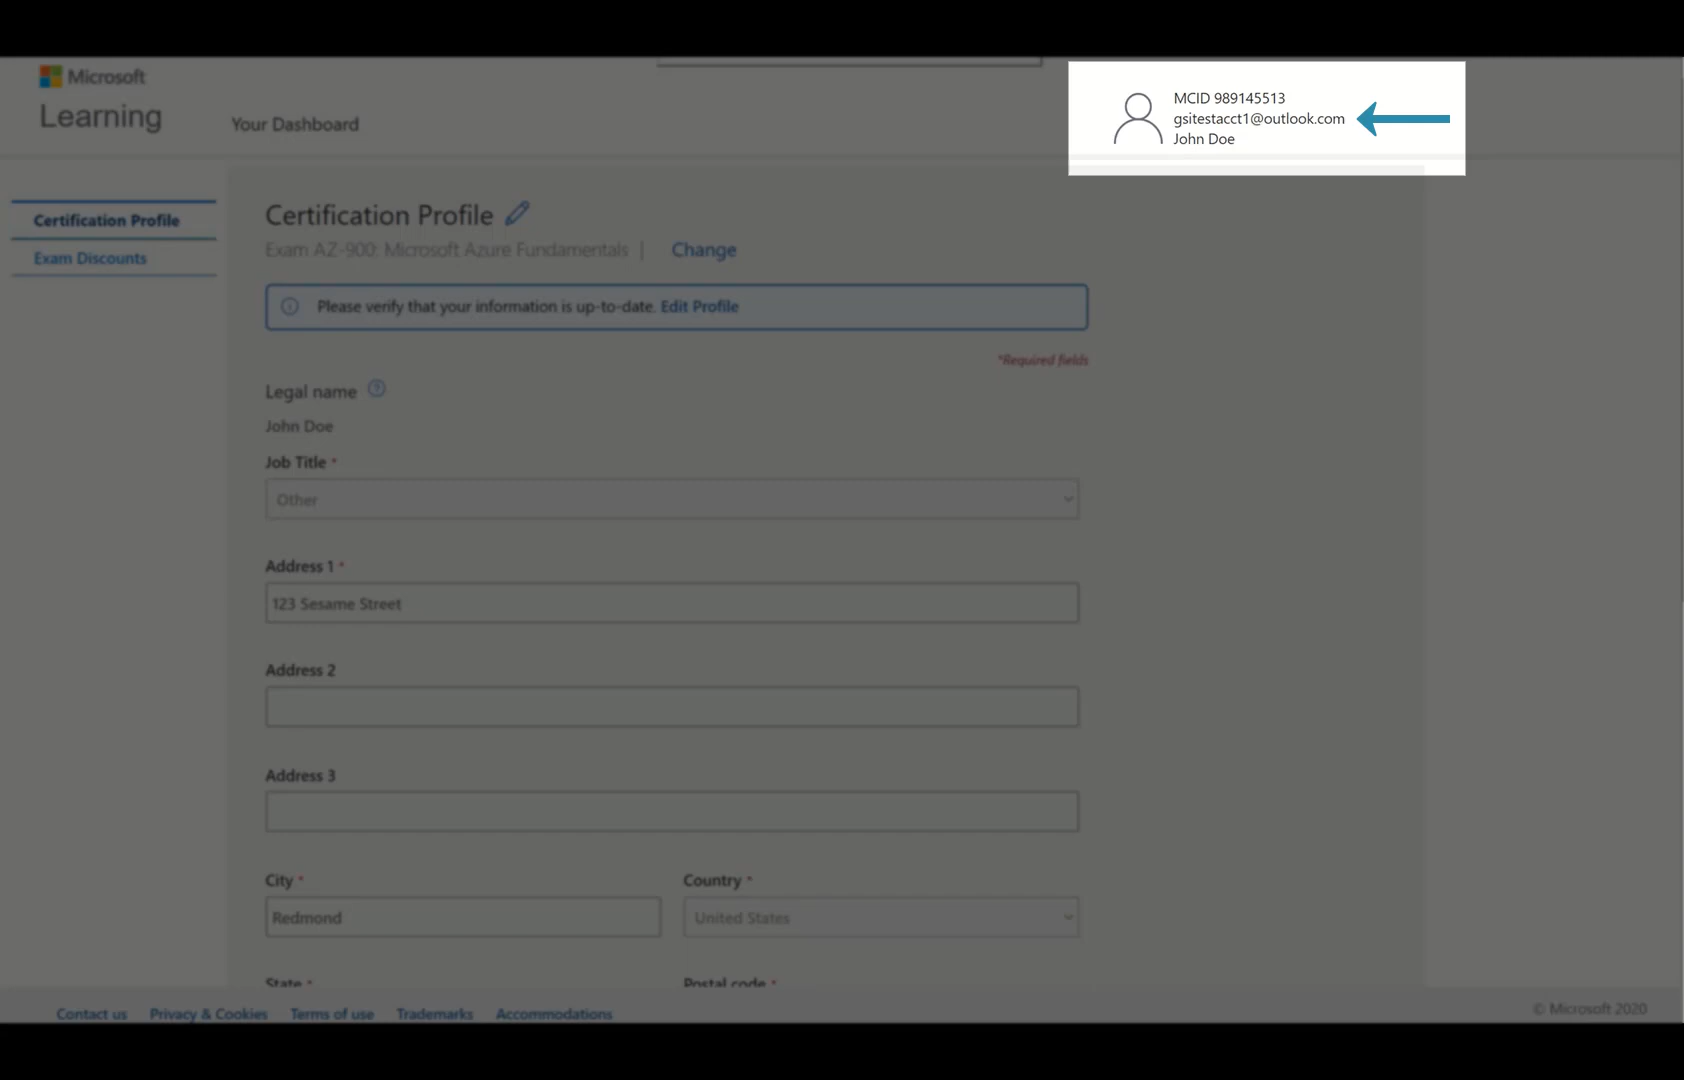 Microsoft
Learning
Your Dashboard
MCID 989145513
gsitestacct1@outlook.com
John Doe
Certification Profile
Exam Discounts
Certification Profile
Exam AZ-900: Microsoft Azure Fundamentals | Change
Please verify that your information is up-to-date. Edit Profile
*Required fields
Legal name
John Doe
Job Title *
Other
Address 1 *
123 Sesame Street
Address 2
Address 3
City *
Country *
Redmond
United States
State *
Postal code *
Contact us Privacy & Cookies Terms of use Trademarks Accommodations
© Microsoft 2020